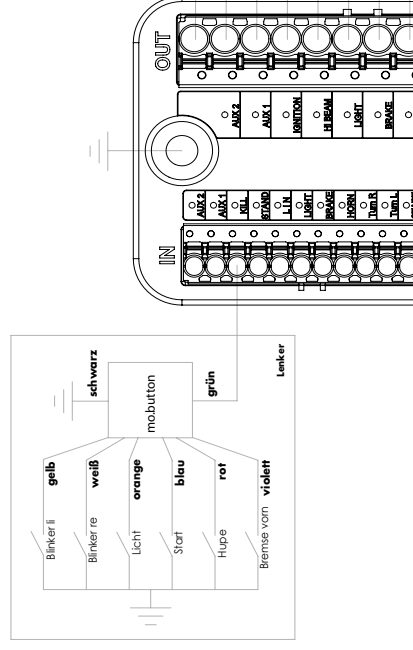 OUT
AUX 2
AUX 1
IGNITION
HI BEAM
LIGHT
BRAKE
AUX 2
AUX 1
KILL
STAND
L I N
LIGHT
BRAKE
HORN
Turn R
Turn L
IN
Lenker
schwarz
mo.button
grün
gelb
weiß
orange
blau
rot
violett
Blinker li
Blinker re
Licht
Start
Hupe
Bremse vorn